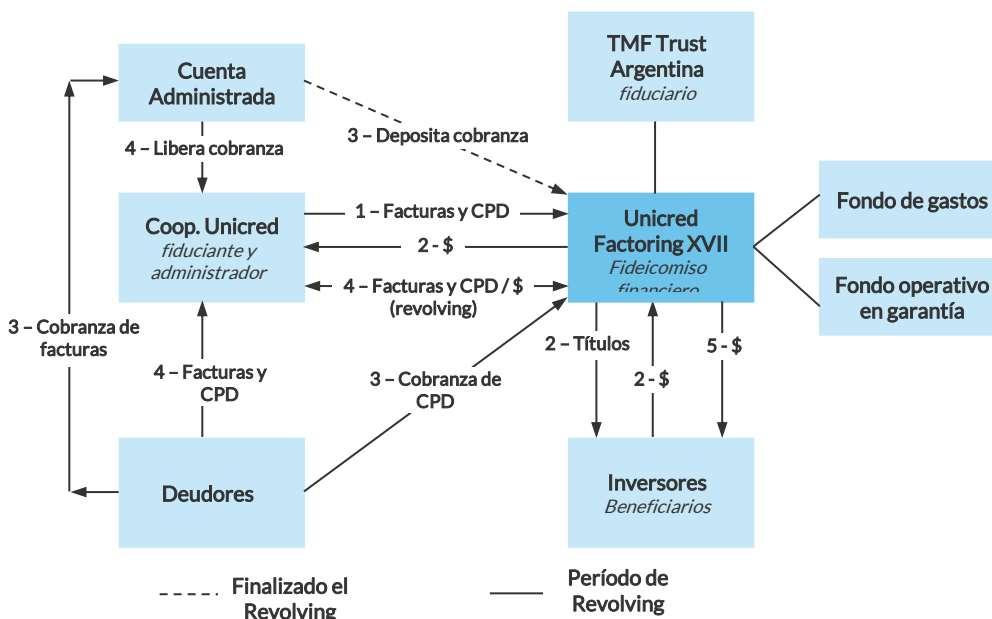 TMF Trust
Argentina
fiduciario
Cuenta
Administrada
3 – Deposita cobranza
4 – Libera cobranza
Coop. Unicred
fiduciante y
administrador
1 – Facturas y CPD
2 - $
4 – Facturas y CPD / $
(revolving)
Unicred
Factoring XVII
Fideicomiso
financiero
Fondo de gastos
Fondo operativo
en garantía
3 – Cobranza de
facturas
4 – Facturas y
CPD
3 – Cobranza de
CPD
2 – Títulos
2 - $
5 - $
Deudores
Inversores
Beneficiarios
Finalizado el
Revolving
Período de
Revolving